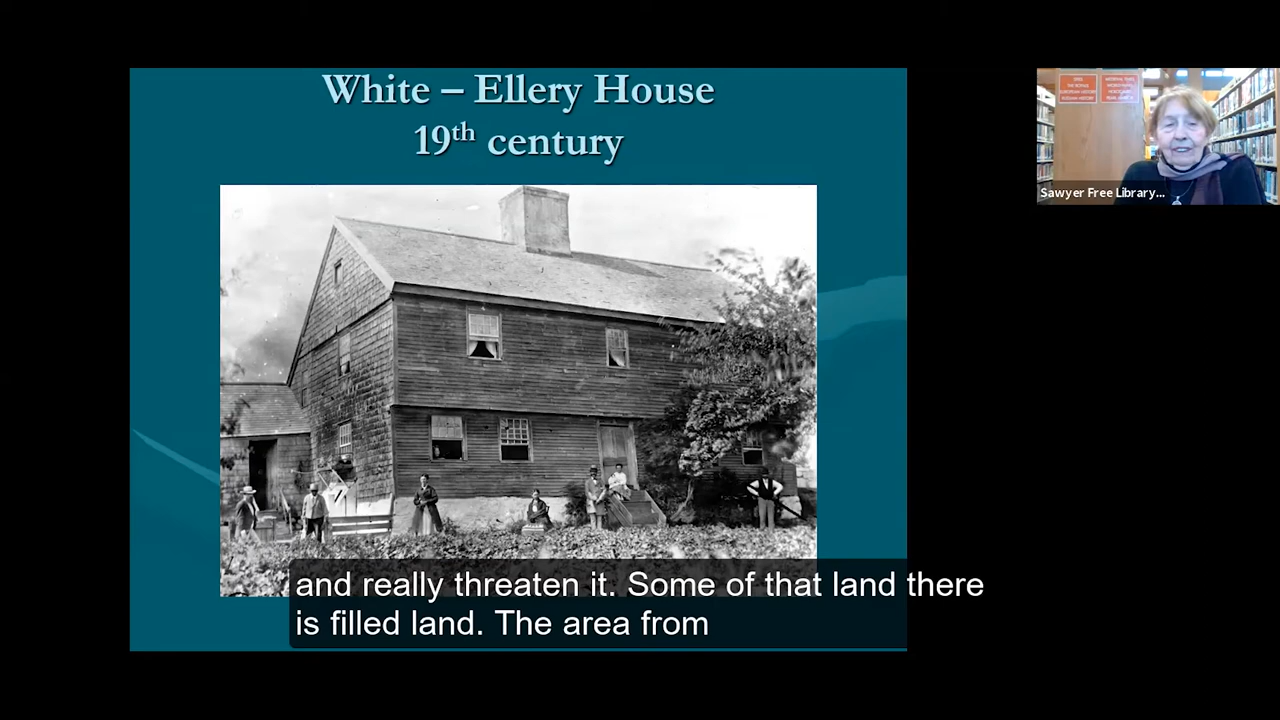 White – Ellery House
19th century
Sawyer Free Library...
and really threaten it. Some of that land there
is filled land. The area from